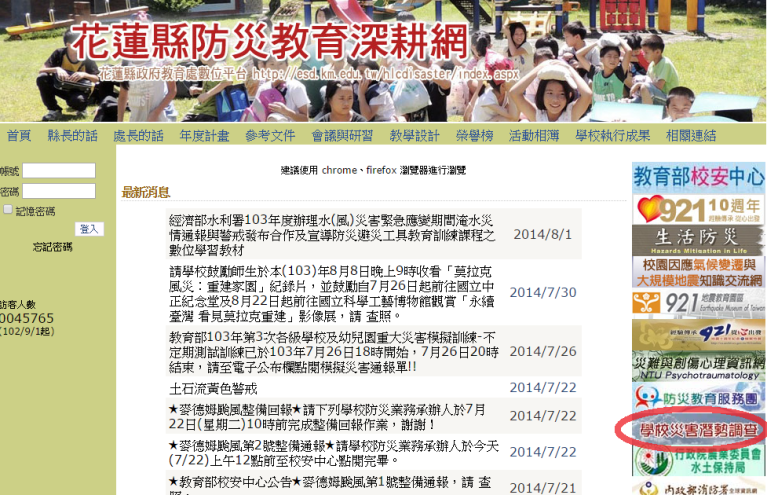 花蓮縣防災教育深耕網
花蓮縣政府教育處數位平台 http://esd.km.edu.tw/hlcdisaster/index.aspx
首頁 縣長的話 處長的話 年度計畫 參考文件 會議與研習 教學設計 榮譽榜 活動相簿 學校執行成果 相關連結
帳號
密碼
記憶密碼
登入
忘記密碼
訪客人數
0045765
(102/9/1起)
建議使用 chrome、firefox 瀏覽器進行瀏覽
最新消息
經濟部水利署103年度辦理水(風)災害緊急應變期間淹水災
情通報與警戒發布合作及宣導防災避災工具教育訓練課程之
數位學習教材
2014/8/1
請學校鼓勵師生於本(103)年8月8日晚上9時收看「莫拉克
風災：重建家園」紀錄片，並鼓勵自7月26日起前往國立中
正紀念堂及8月22日起前往國立科學工藝博物館觀賞「永續
臺灣 看見莫拉克重建」影像展，請 查照。
2014/7/30
教育部103年第3次各級學校及幼兒園重大災害模擬訓練-不
定期測試訓練已於103年7月26日18時開始，7月26日20時
結束，請至電子公布欄點閱模擬災害通報單!!
2014/7/26
土石流黃色警戒
2014/7/22
★麥德姆颱風整備回報★請下列學校防災業務承辦人於7月
22日(星期二)10時前完成整備回報作業，謝謝！
2014/7/22
★麥德姆颱風第2號整備通報★請學校防災業務承辦人於今天
(7/22)上午12點前至校安中心點閱完畢。
2014/7/22
★教育部校安中心公告★麥德姆颱風第1號整備通報，請 查
照。
2014/7/21
教育部校安中心
921 10週年
生活防災
Hazards Mitigation in Life
校園因應氣候變遷與
大規模地震知識交流網
921 地震教育園區
921
災難與創傷心理資訊網
NTU Psychotraumatology
防災教育服務團
學校災害潛勢調查
行政院農業委員會
水土保持局
內政部消防署 全球資訊網